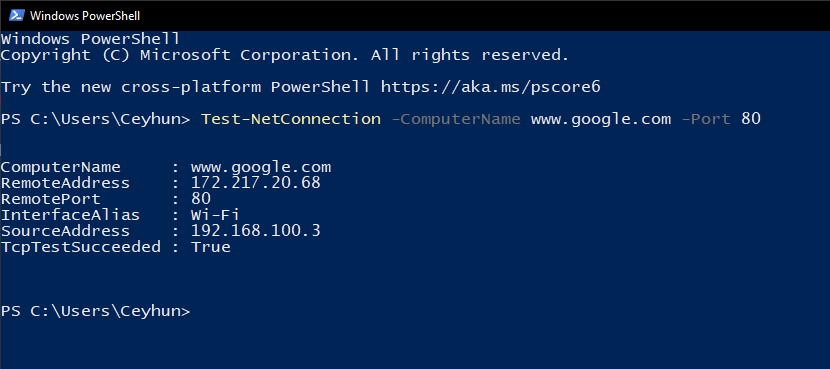 Windows PowerShell
Windows PowerShell
Copyright (C) Microsoft Corporation. All rights reserved.
Try the new cross-platform PowerShell https://aka.ms/pscore6
PS C:\Users\Ceyhun> Test-NetConnection -ComputerName www.google.com -Port 80
ComputerName     : www.google.com
RemoteAddress    : 172.217.20.68
RemotePort       : 80
InterfaceAlias   : Wi-Fi
SourceAddress    : 192.168.100.3
TcpTestSucceeded : True
PS C:\Users\Ceyhun>